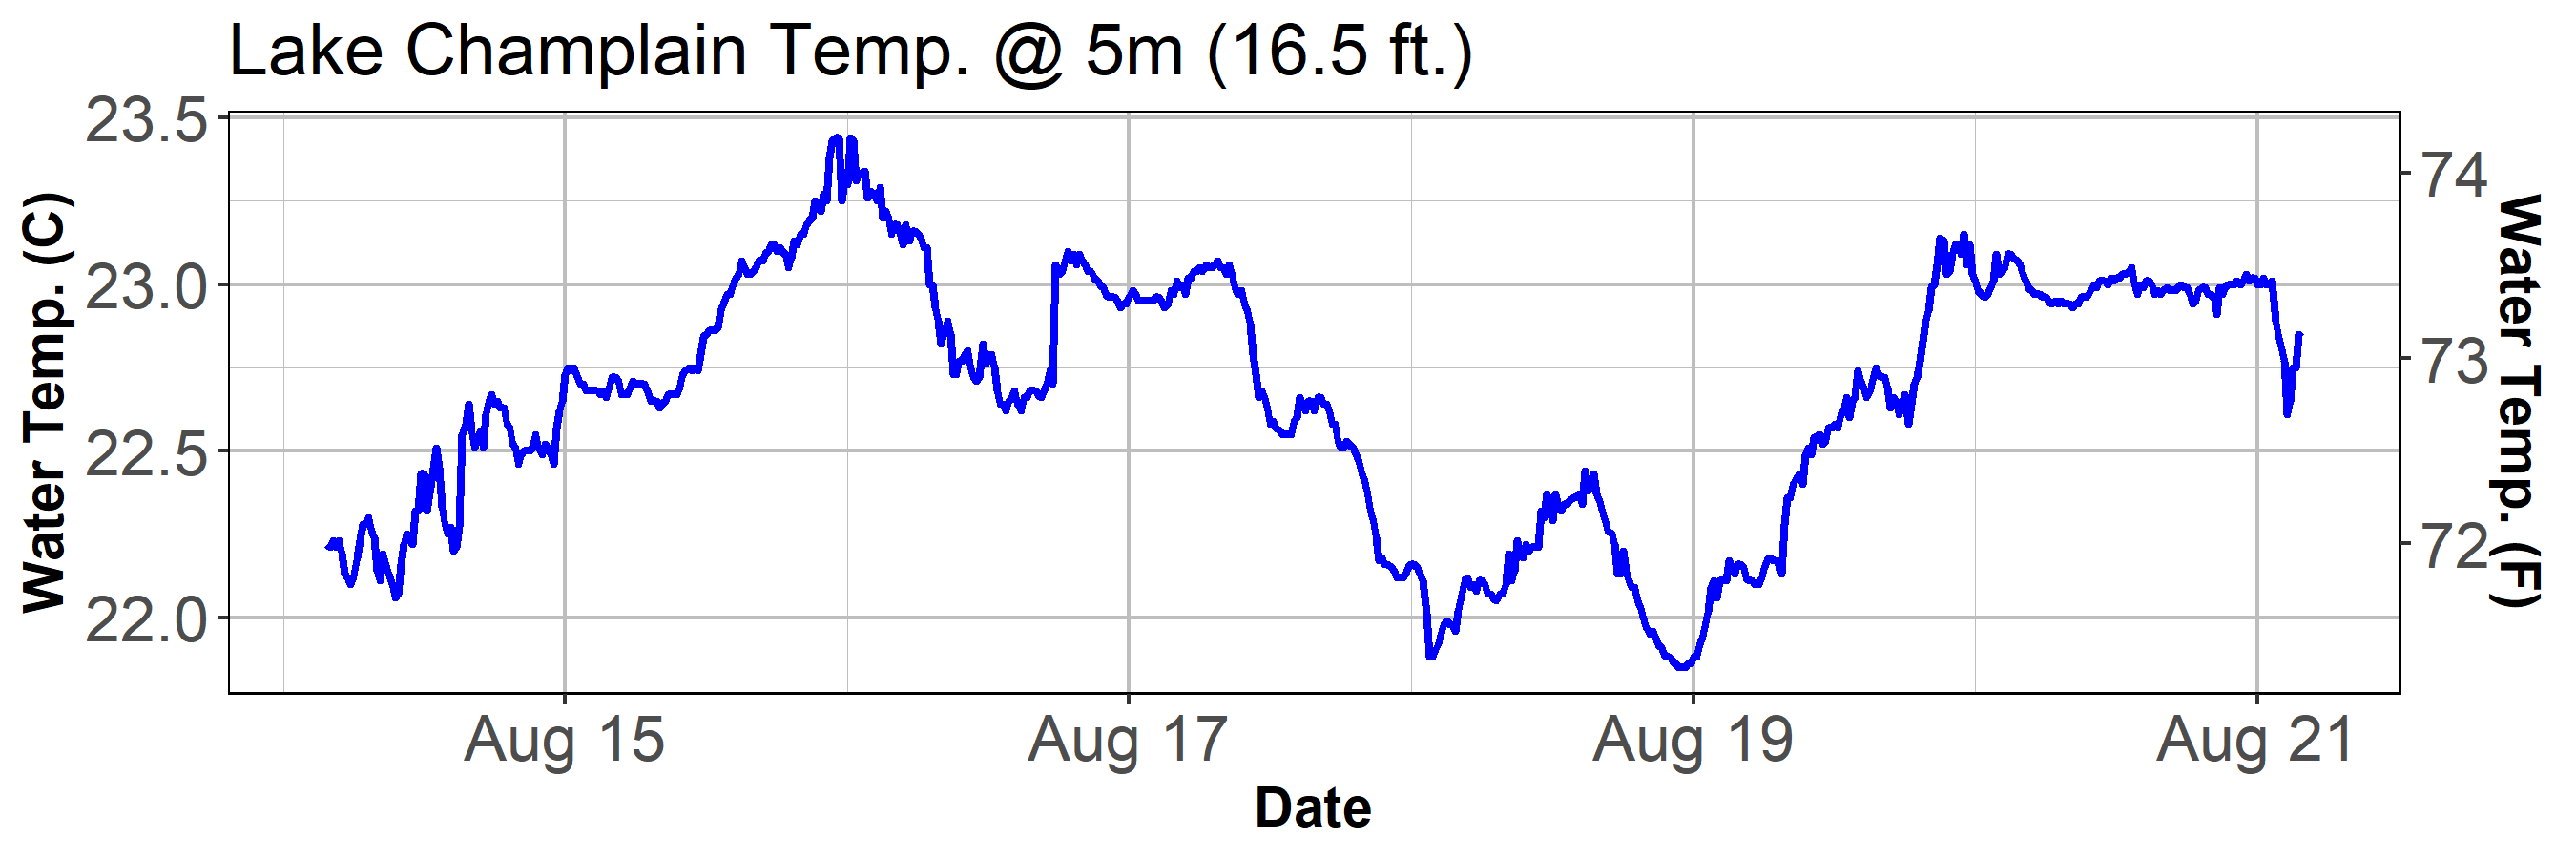 Lake Champlain Temp. @ 5m (16.5 ft.)
Water Temp. (C)
23.5
23.0
22.5
22.0
74
73
72
Water Temp. (F)
Aug 15 Aug 17 Aug 19 Aug 21
Date